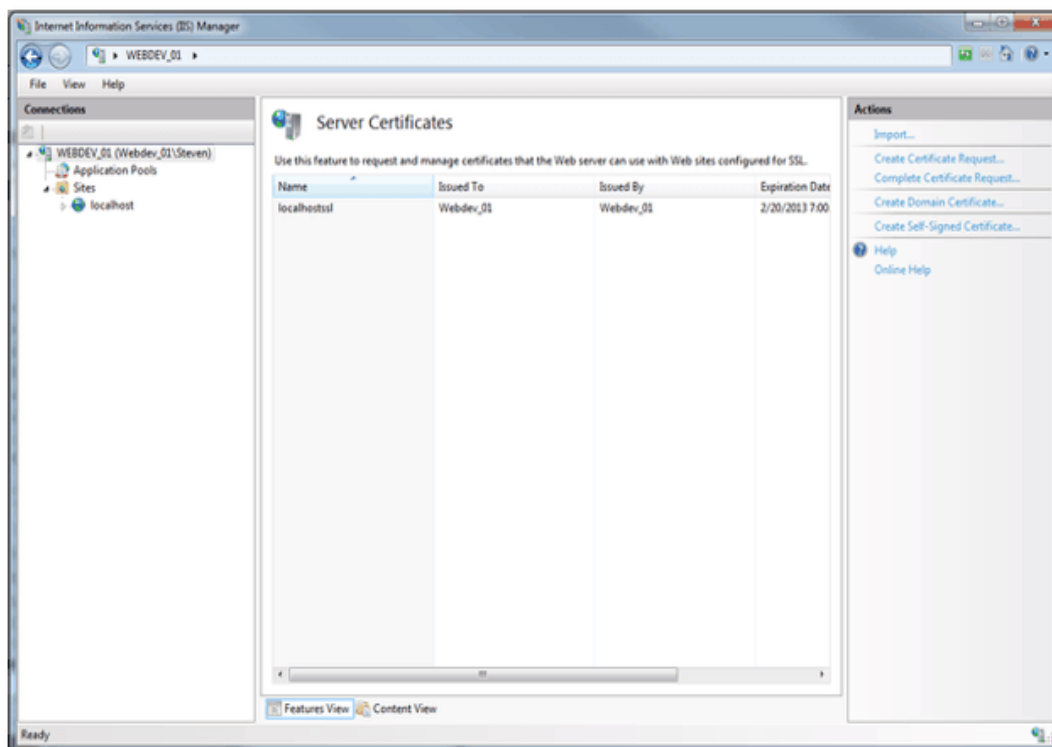 Internet Information Services (IIS) Manager
WEBDEV_01
File View Help
Connections
WEBDEV_01 (Webdev_01\Steven)
Application Pools
Sites
localhost
Server Certificates
Use this feature to request and manage certificates that the Web server can use with Web sites configured for SSL.
Name Issued To Issued By Expiration Date
localhostssl Webdev_01 Webdev_01 2/20/2013 7:00
Features View Content View
Actions
Import...
Create Certificate Request...
Complete Certificate Request...
Create Domain Certificate...
Create Self-Signed Certificate...
Help
Online Help
Ready